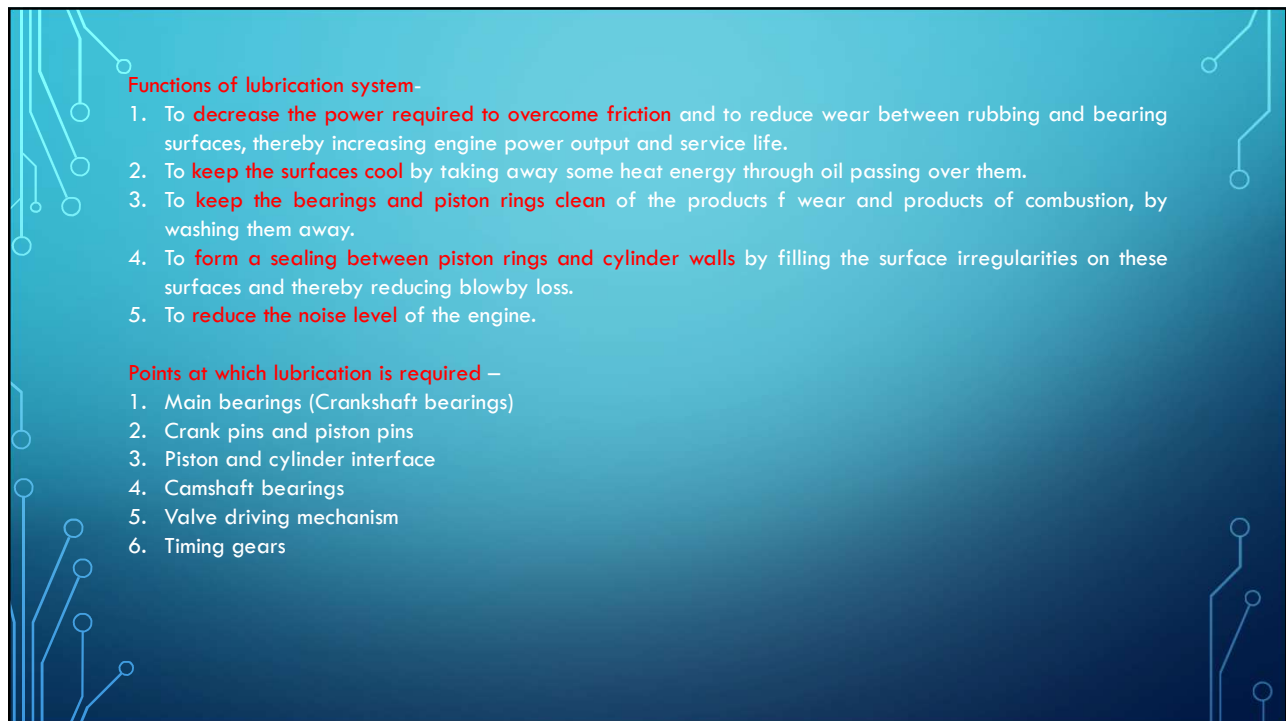 Functions of lubrication system-
1. To decrease the power required to overcome friction and to reduce wear between rubbing and bearing
surfaces, thereby increasing engine power output and service life.
2. To keep the surfaces cool by taking away some heat energy through oil passing over them.
3. To keep the bearings and piston rings clean of the products f wear and products of combustion, by
washing them away.
4. To form a sealing between piston rings and cylinder walls by filling the surface irregularities on these
surfaces and thereby reducing blowby loss.
5. To reduce the noise level of the engine.
Points at which lubrication is required –
1. Main bearings (Crankshaft bearings)
2. Crank pins and piston pins
3. Piston and cylinder interface
4. Camshaft bearings
5. Valve driving mechanism
6. Timing gears